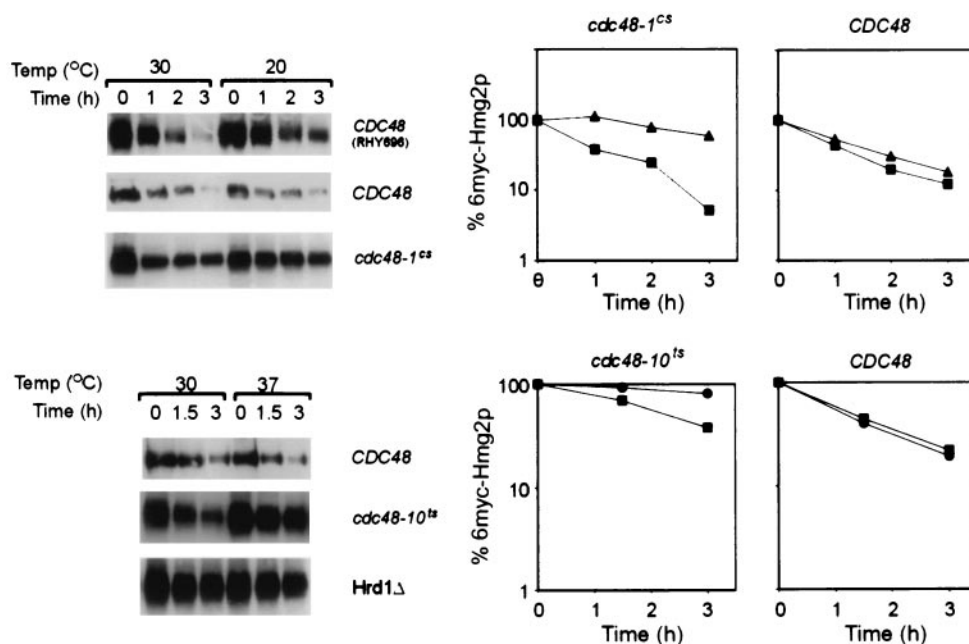 Temp (°C) 30 20
Time (h) 0 1 2 3 0 1 2 3
CDC48
(RHY696)
CDC48
cdc48-1cs
cdc48-1cs
% 6myc-Hmg2p
100
10
1
θ 1 2 3
Time (h)
CDC48
0 1 2 3
Time (h)
Temp (°C) 30 37
Time (h) 0 1.5 3 0 1.5 3
CDC48
cdc48-10ts
Hrd1Δ
cdc48-10ts
% 6myc-Hmg2p
100
10
1
0 1 2 3
Time (h)
CDC48
0 1 2 3
Time (h)